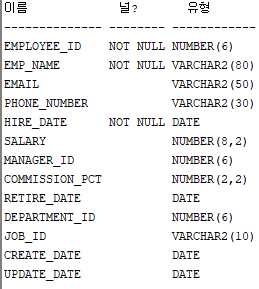 이름 널? 유형
------------- -------- ------------
EMPLOYEE_ID NOT NULL NUMBER(6)
EMP_NAME NOT NULL VARCHAR2(80)
EMAIL VARCHAR2(50)
PHONE_NUMBER VARCHAR2(30)
HIRE_DATE NOT NULL DATE
SALARY NUMBER(8,2)
MANAGER_ID NUMBER(6)
COMMISSION_PCT NUMBER(2,2)
RETIRE_DATE DATE
DEPARTMENT_ID NUMBER(6)
JOB_ID VARCHAR2(10)
CREATE_DATE DATE
UPDATE_DATE DATE